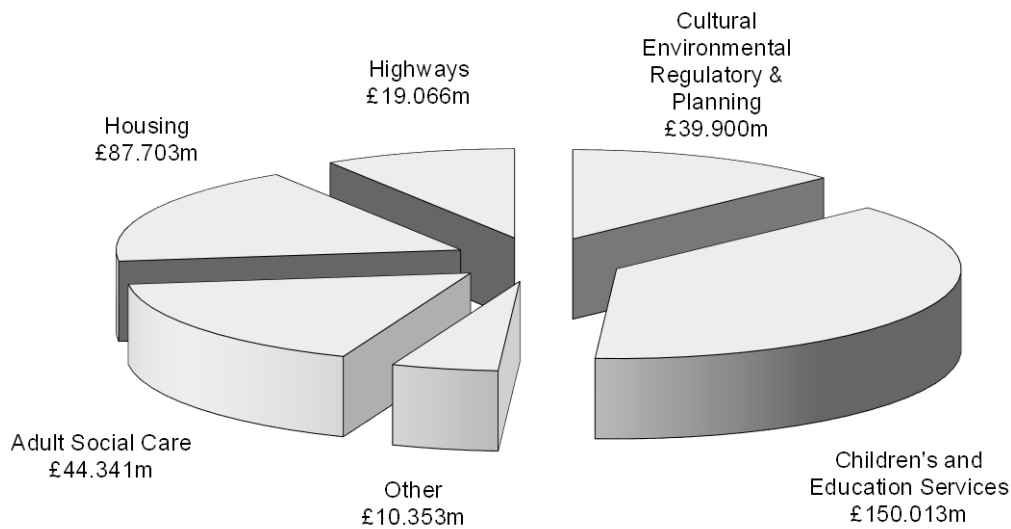 Cultural
Environmental
Regulatory &
Planning
£39.900m
Highways
£19.066m
Housing
£87.703m
Adult Social Care
£44.341m
Other
£10.353m
Children's and
Education Services
£150.013m